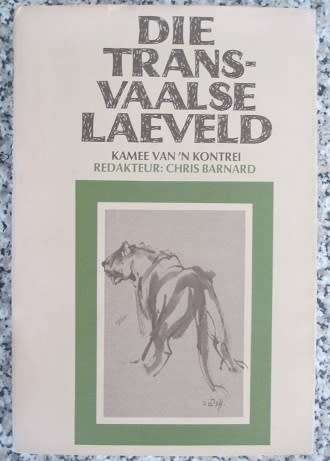 DIE
TRANS-
VAALSE
LAEVELD
KAMEE VAN 'N KONTREI
REDAKTEUR: CHRIS BARNARD